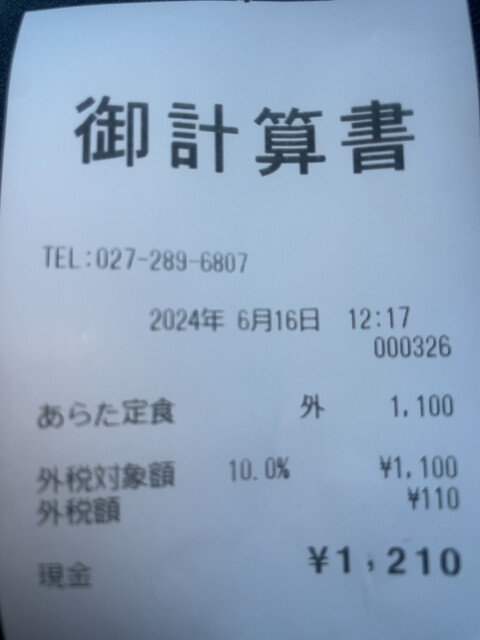 御計算書
TEL:027-289-6807
2024年 6月16日 12:17
000326
あらた定食 外 1,100
外税対象額 10.0% ¥1,100
外税額 ¥110
現金 ¥1,210